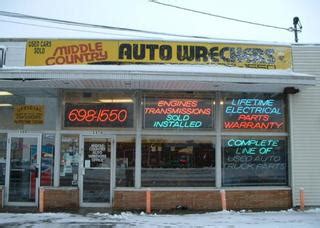 USED CARS
SOLD
MIDDLE
COUNTRY
AUTO WRECKERS
OFFICIAL
698-1550
ENGINES
TRANSMISSIONS
SOLD
INSTALLED
LIFETIME
ELECTRICAL
PARTS
WARRANTY
COMPLETE
LINE OF
USED AUTO
TRUCK PARTS